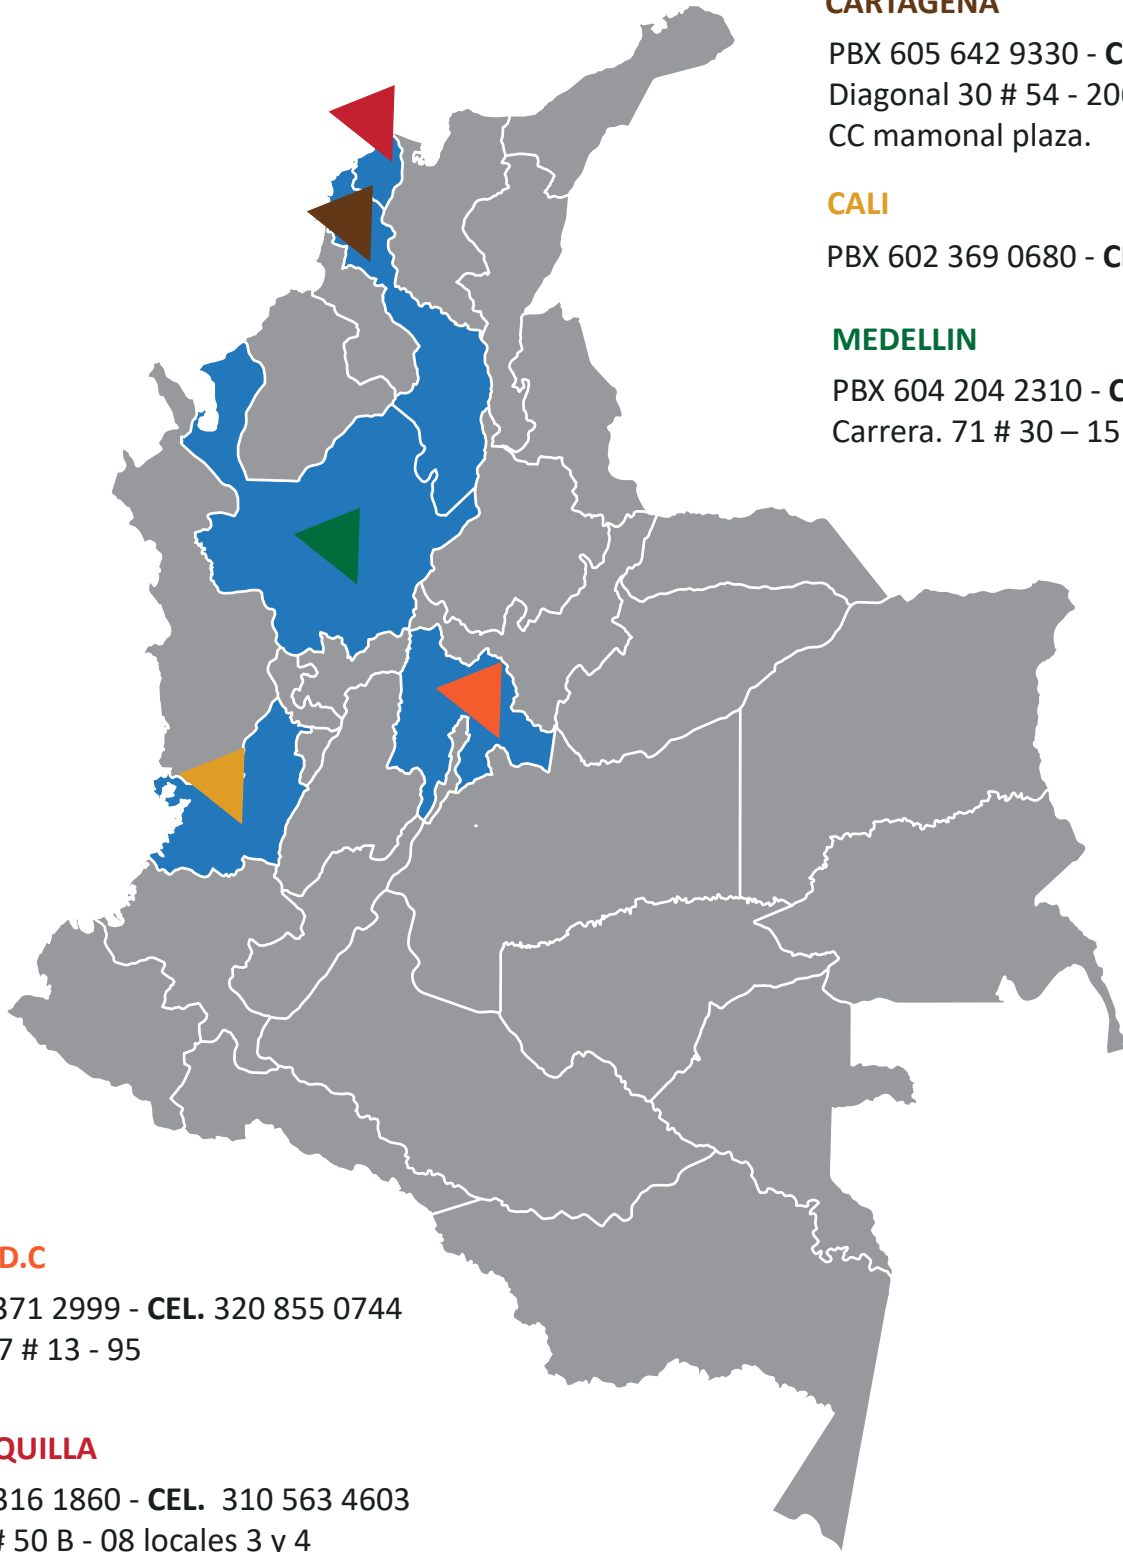 CARTAGENA
PBX 605 642 9330 - C
Diagonal 30 # 54 - 20
CC mamonal plaza.
CALI
PBX 602 369 0680 - C
MEDELLIN
PBX 604 204 2310 - C
Carrera. 71 # 30 – 15
D.C
371 2999 - CEL. 320 855 0744
7 # 13 - 95
QUILLA
316 1860 - CEL. 310 563 4603
# 50 B - 08 locales 3 y 4